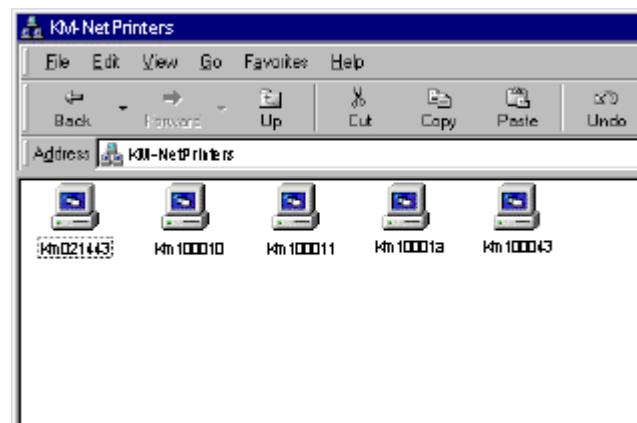 KM-NetPrinters
File Edit View Go Favorites Help
Back Forward Up Cut Copy Paste Undo
Address KM-NetPrinters
Km021443 Km100010 Km100011 Km10001a Km100043